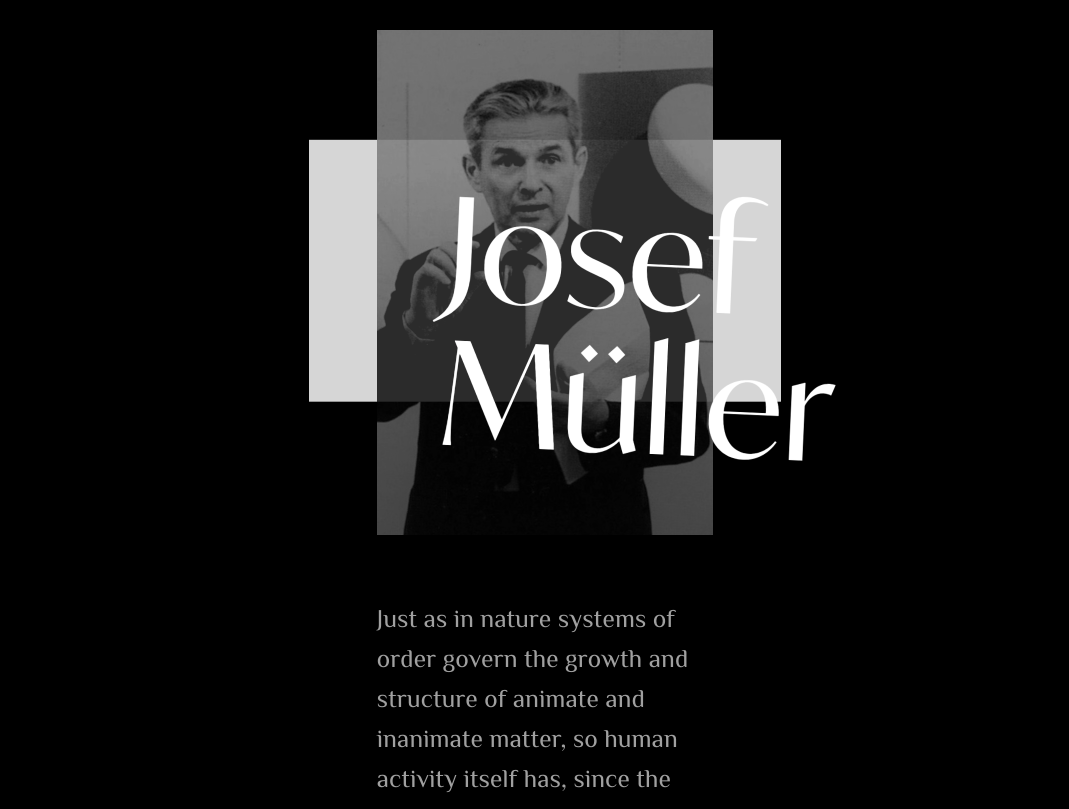 Josef
Müller
Just as in nature systems of
order govern the growth and
structure of animate and
inanimate matter, so human
activity itself has, since the